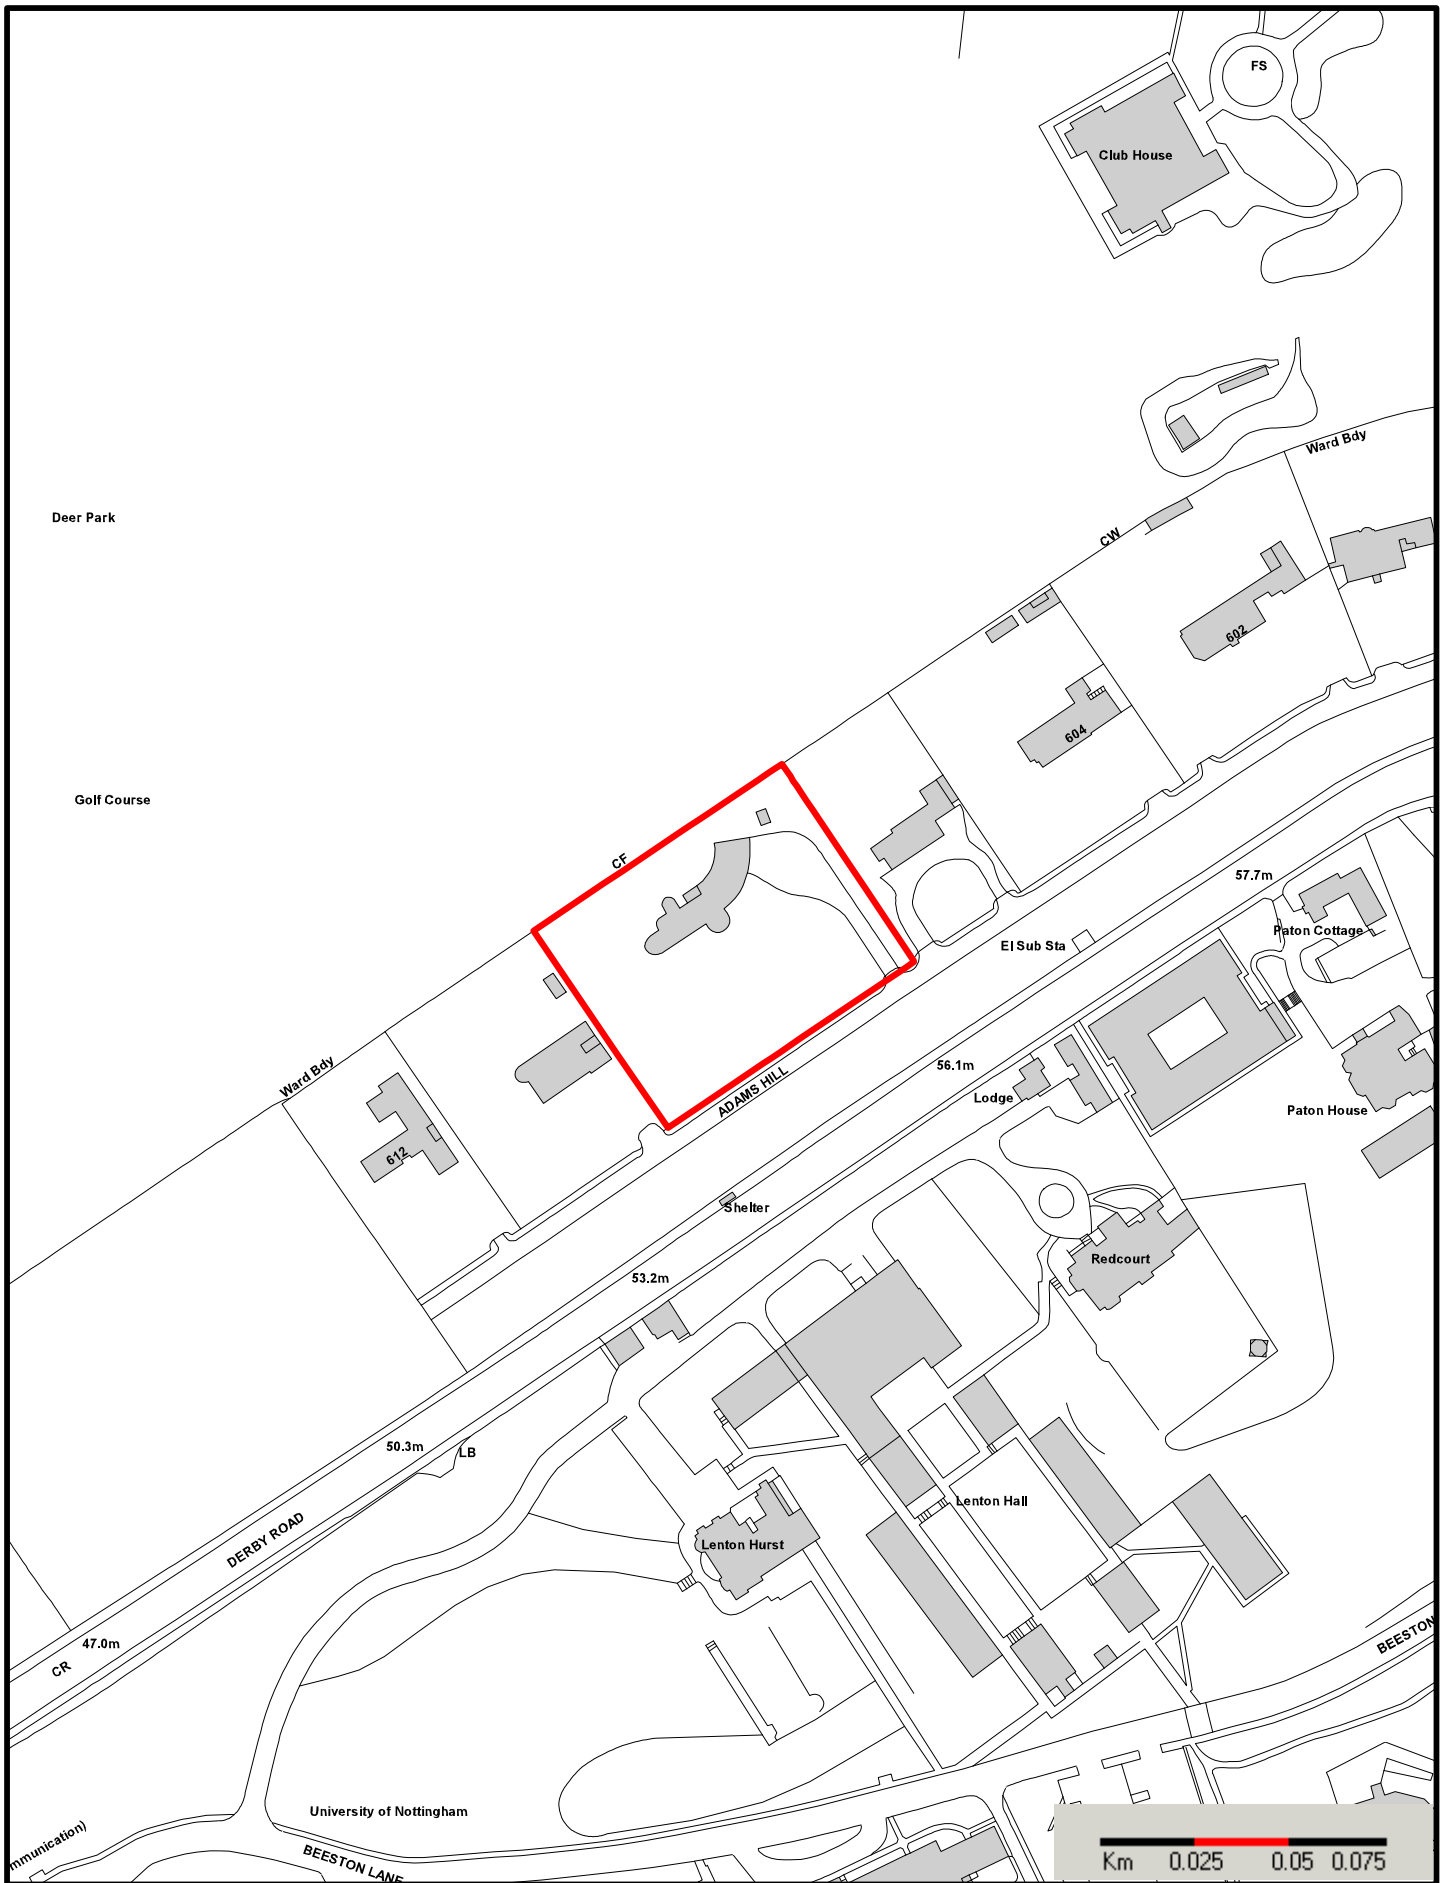 FS
Club House
Ward Bdy
Deer Park
CW
602
604
Golf Course
CF
57.7m
Paton Cottage
El Sub Sta
56.1m
Ward Bdy
ADAMS HILL
Lodge
Paton House
612
Shelter
Redcourt
53.2m
50.3m
LB
Lenton Hall
DERBY ROAD
Lenton Hurst
47.0m
CR
BEESTON
University of Nottingham
mmunication)
BEESTON LANE
Km 0.025 0.05 0.075